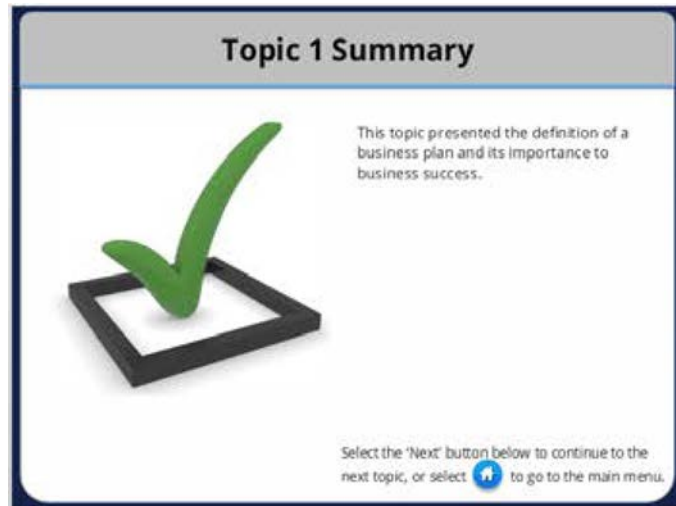 Topic 1 Summary
This topic presented the definition of a
business plan and its importance to
business success.
Select the 'Next' button below to continue to the
next topic, or select to go to the main menu.